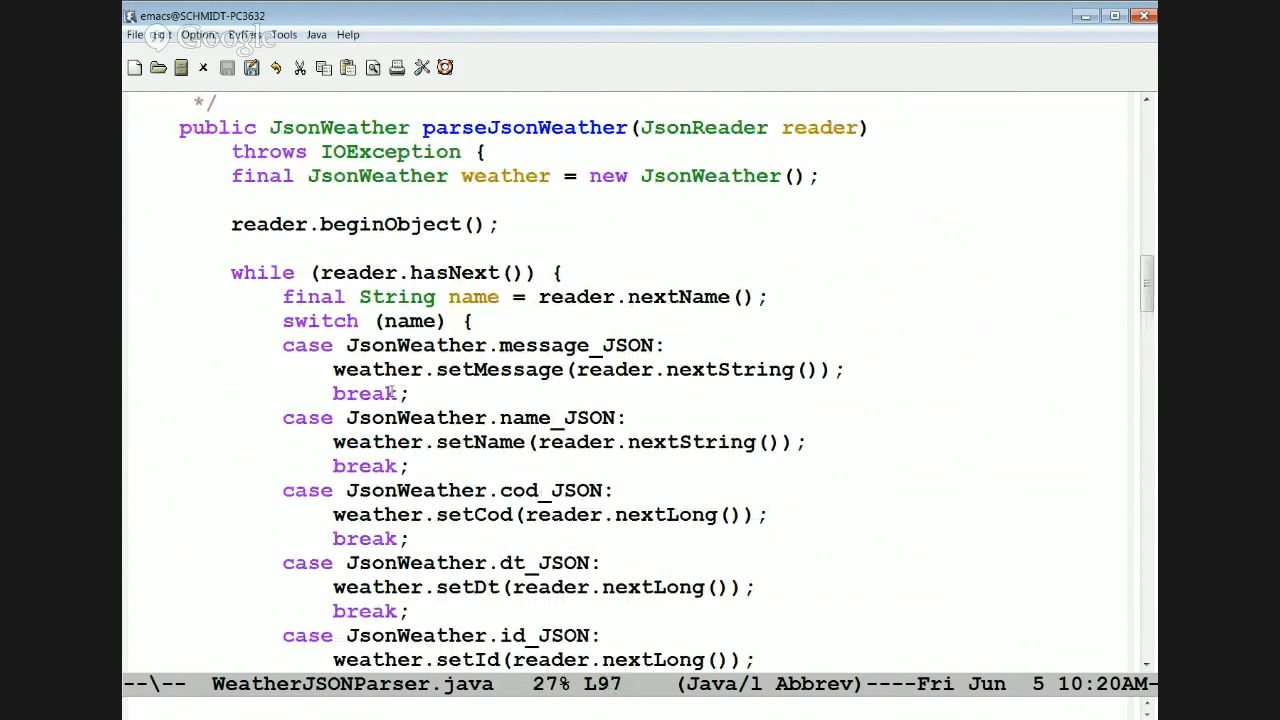 emacs@SCHMIDT-PC3632
File Edit Options Buffers Tools Java Help
Google
*/
public JsonWeather parseJsonWeather(JsonReader reader)
throws IOException {
final JsonWeather weather = new JsonWeather();
reader.beginObject();
while (reader.hasNext()) {
final String name = reader.nextName();
switch (name) {
case JsonWeather.message_JSON:
weather.setMessage(reader.nextString());
break;
case JsonWeather.name_JSON:
weather.setName(reader.nextString());
break;
case JsonWeather.cod_JSON:
weather.setCod(reader.nextLong());
break;
case JsonWeather.dt_JSON:
weather.setDt(reader.nextLong());
break;
case JsonWeather.id_JSON:
weather.setId(reader.nextLong());
--\-- WeatherJSONParser.java 27% L97 (Java/l Abbrev)----Fri Jun 5 10:20AM-